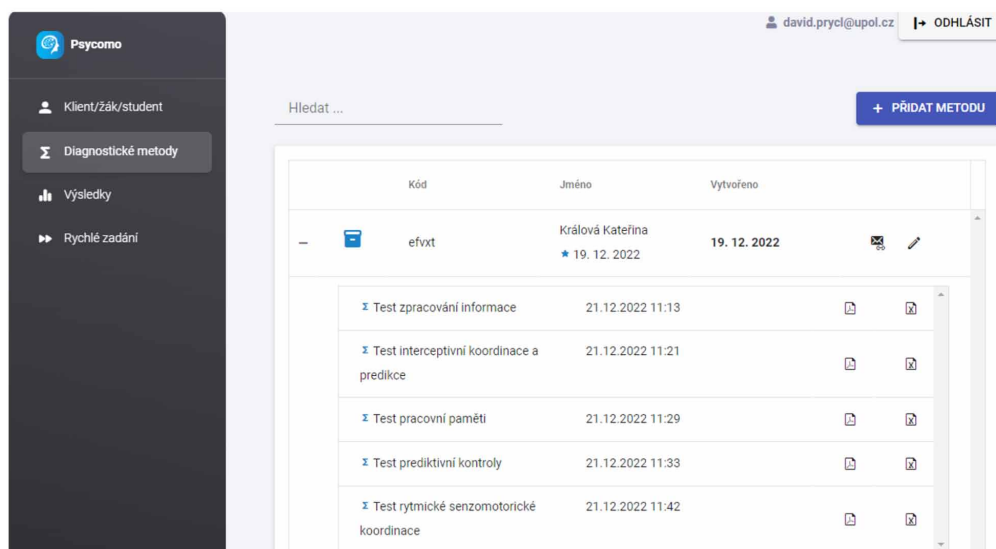 david.prycl@upol.cz
ODHLÁSIT
Psycomo
Klient/žák/student
Diagnostické metody
Výsledky
Rychlé zadání
Hledat ...
+ PŘIDAT METODU
Kód Jméno Vytvořeno
efvxt Králová Kateřina 19. 12. 2022
19. 12. 2022
Σ Test zpracování informace 21.12.2022 11:13
Σ Test interceptivní koordinace a 21.12.2022 11:21
predikce
Σ Test pracovní paměti 21.12.2022 11:29
Σ Test prediktivní kontroly 21.12.2022 11:33
Σ Test rytmické senzomotorické 21.12.2022 11:42
koordinace